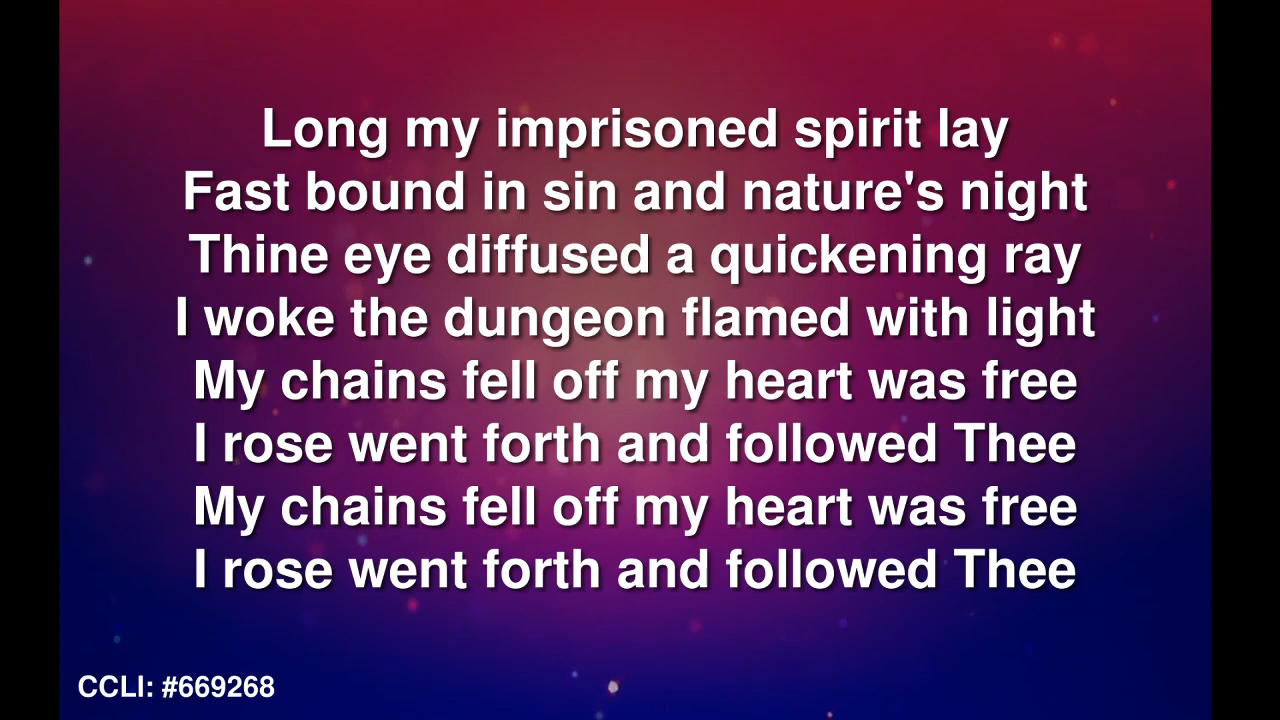 Long my imprisoned spirit lay
Fast bound in sin and nature's night
Thine eye diffused a quickening ray
I woke the dungeon flamed with light
My chains fell off my heart was free
I rose went forth and followed Thee
My chains fell off my heart was free
I rose went forth and followed Thee
CCLI: #669268